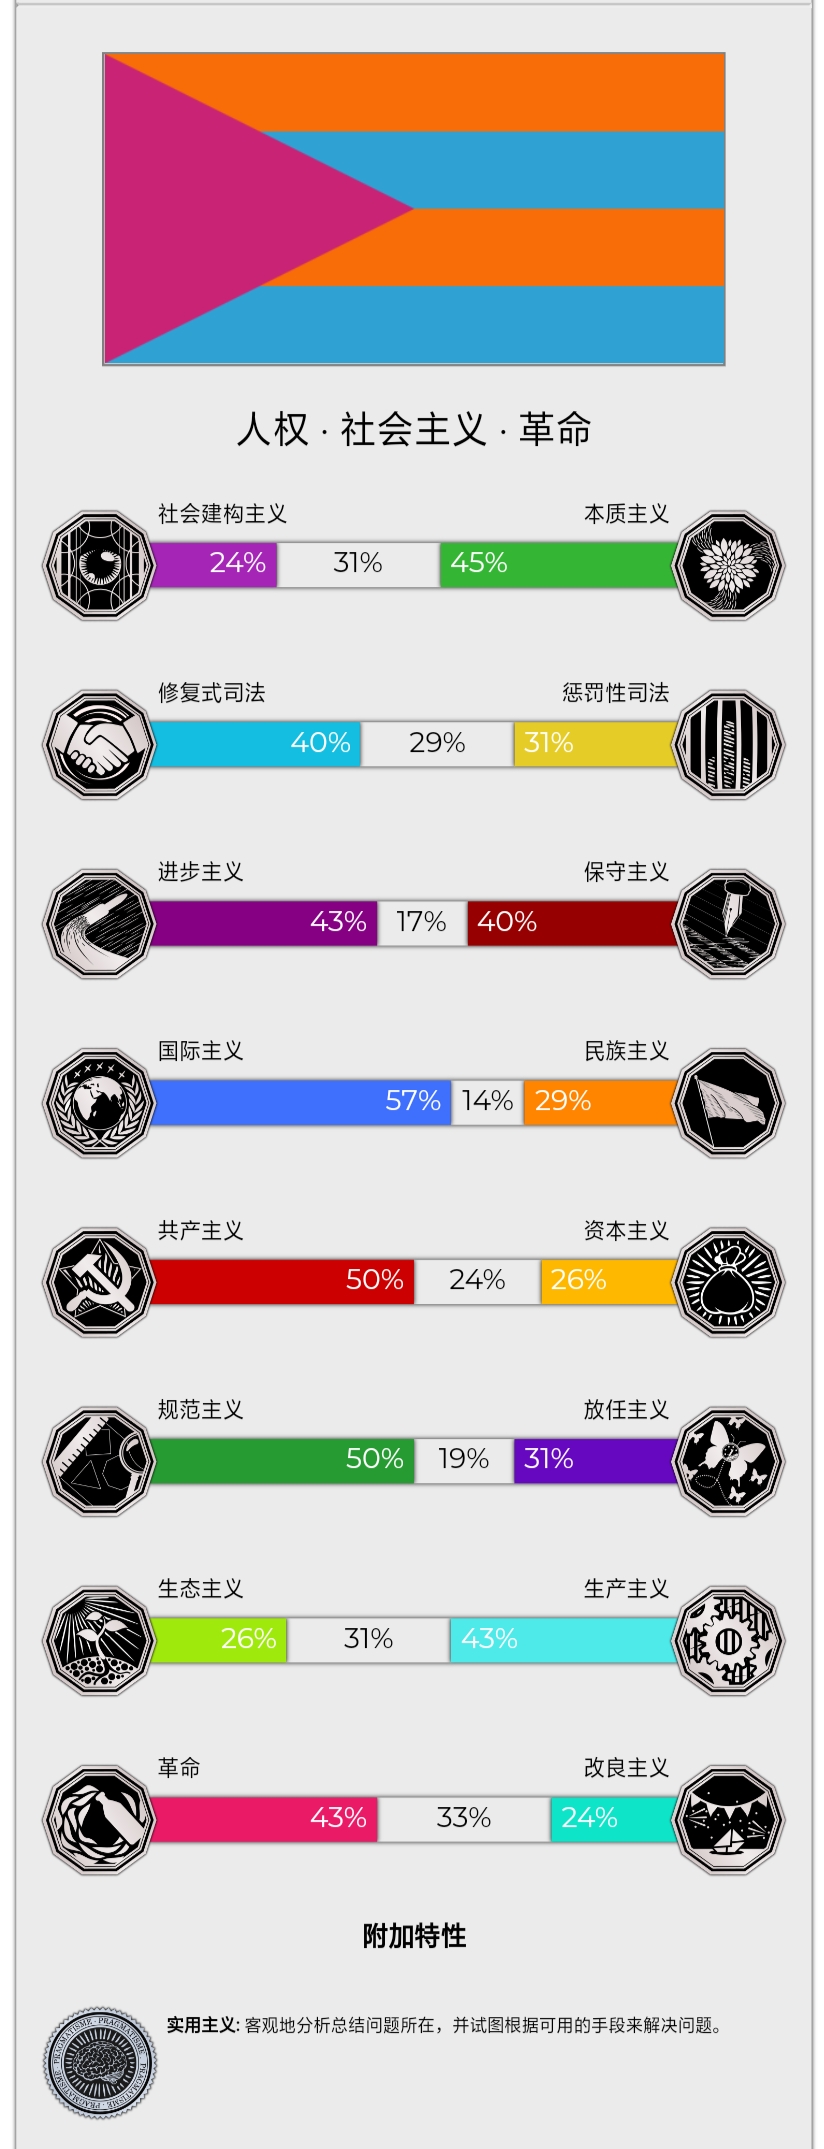 人权 · 社会主义 · 革命
社会建构主义 本质主义
24% 31% 45%
修复式司法 惩罚性司法
40% 29% 31%
进步主义 保守主义
43% 17% 40%
国际主义 民族主义
57% 14% 29%
共产主义 资本主义
50% 24% 26%
规范主义 放任主义
50% 19% 31%
生态主义 生产主义
26% 31% 43%
革命 改良主义
43% 33% 24%
附加特性
实用主义: 客观地分析总结问题所在，并试图根据可用的手段来解决问题。
PRAGMATISME · PRAGMATISME · PRAGMATISME · PRAGMATISME ·